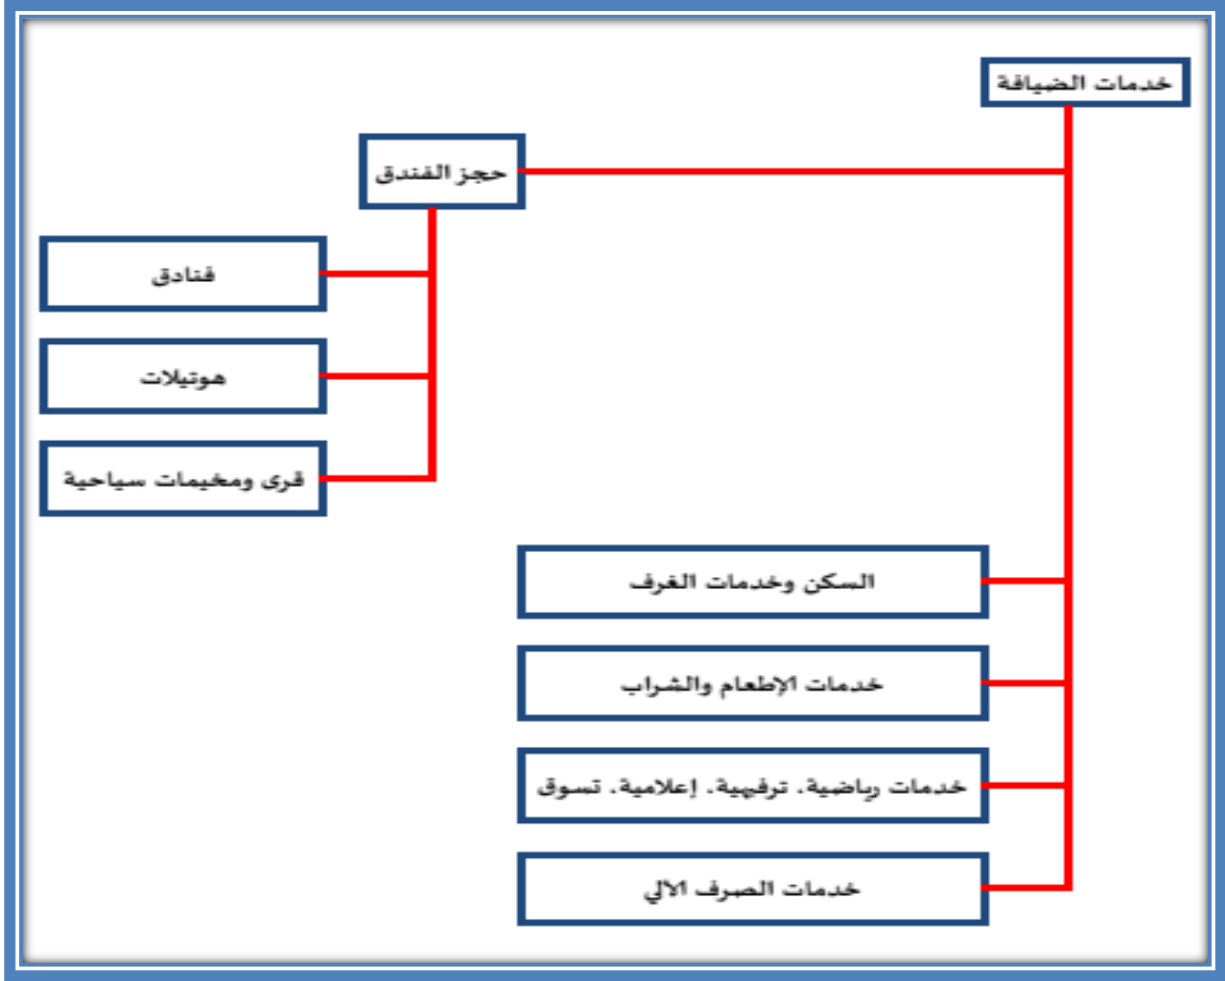 خدمات الضيافة
حجز الفندق
فنادق
هوتيلات
قرى ومخيمات سياحية
السكن وخدمات الغرف
خدمات الإطعام والشراب
خدمات رياضية. ترفيهية. إعلامية. تسوق
خدمات الصرف الآلي